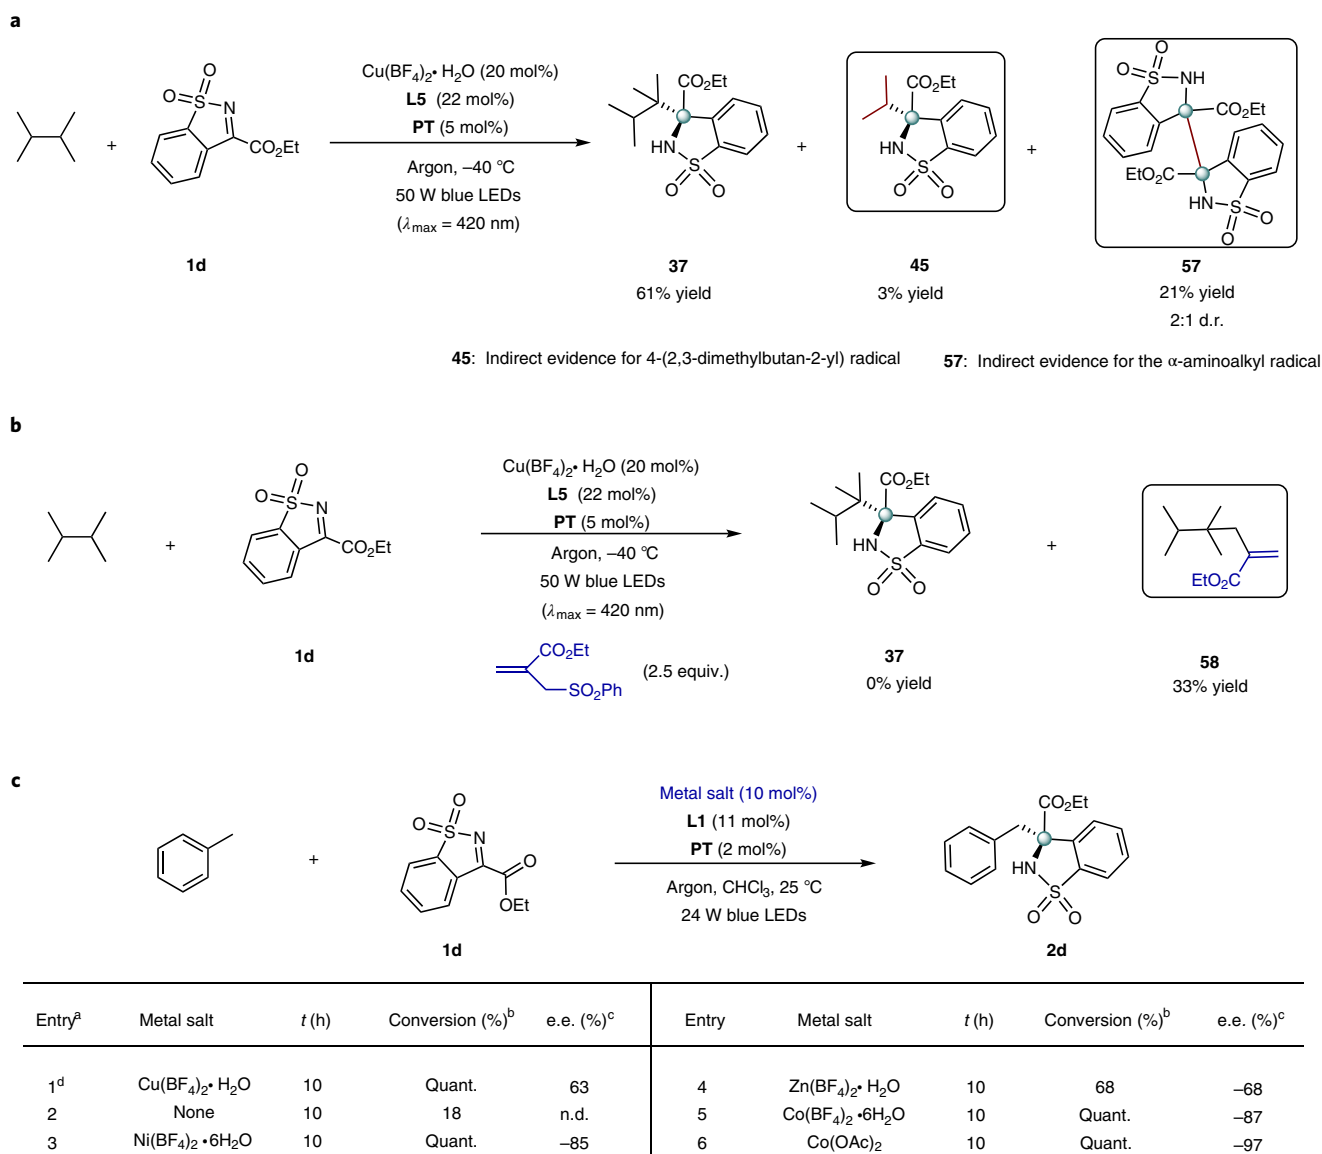 a
Cu(BF4)2• H2O (20 mol%)
L5 (22 mol%)
PT (5 mol%)
Argon, –40 °C
50 W blue LEDs
(λmax = 420 nm)
+
O
O
S
N
CO2Et
1d
CO2Et
HN
S
O
O
37
61% yield
+
CO2Et
HN
S
O
O
45
3% yield
+
O
O
S
NH
CO2Et
EtO2C
HN
S
O
O
57
21% yield
2:1 d.r.
45: Indirect evidence for 4-(2,3-dimethylbutan-2-yl) radical
57: Indirect evidence for the α-aminoalkyl radical
b
+
O
O
S
N
CO2Et
1d
Cu(BF4)2• H2O (20 mol%)
L5 (22 mol%)
PT (5 mol%)
Argon, –40 °C
50 W blue LEDs
(λmax = 420 nm)
CO2Et
SO2Ph
(2.5 equiv.)
CO2Et
HN
S
O
O
37
0% yield
+
EtO2C
58
33% yield
c
+
O
O
S
N
O
OEt
1d
Metal salt (10 mol%)
L1 (11 mol%)
PT (2 mol%)
Argon, CHCl3, 25 °C
24 W blue LEDs
CO2Et
HN
S
O
O
2d
Entrya Metal salt t (h) Conversion (%)b e.e. (%)c Entry Metal salt t (h) Conversion (%)b e.e. (%)c
1d Cu(BF4)2• H2O 10 Quant. 63 4 Zn(BF4)2• H2O 10 68 –68
2 None 10 18 n.d. 5 Co(BF4)2 •6H2O 10 Quant. –87
3 Ni(BF4)2 •6H2O 10 Quant. –85 6 Co(OAc)2 10 Quant. –97